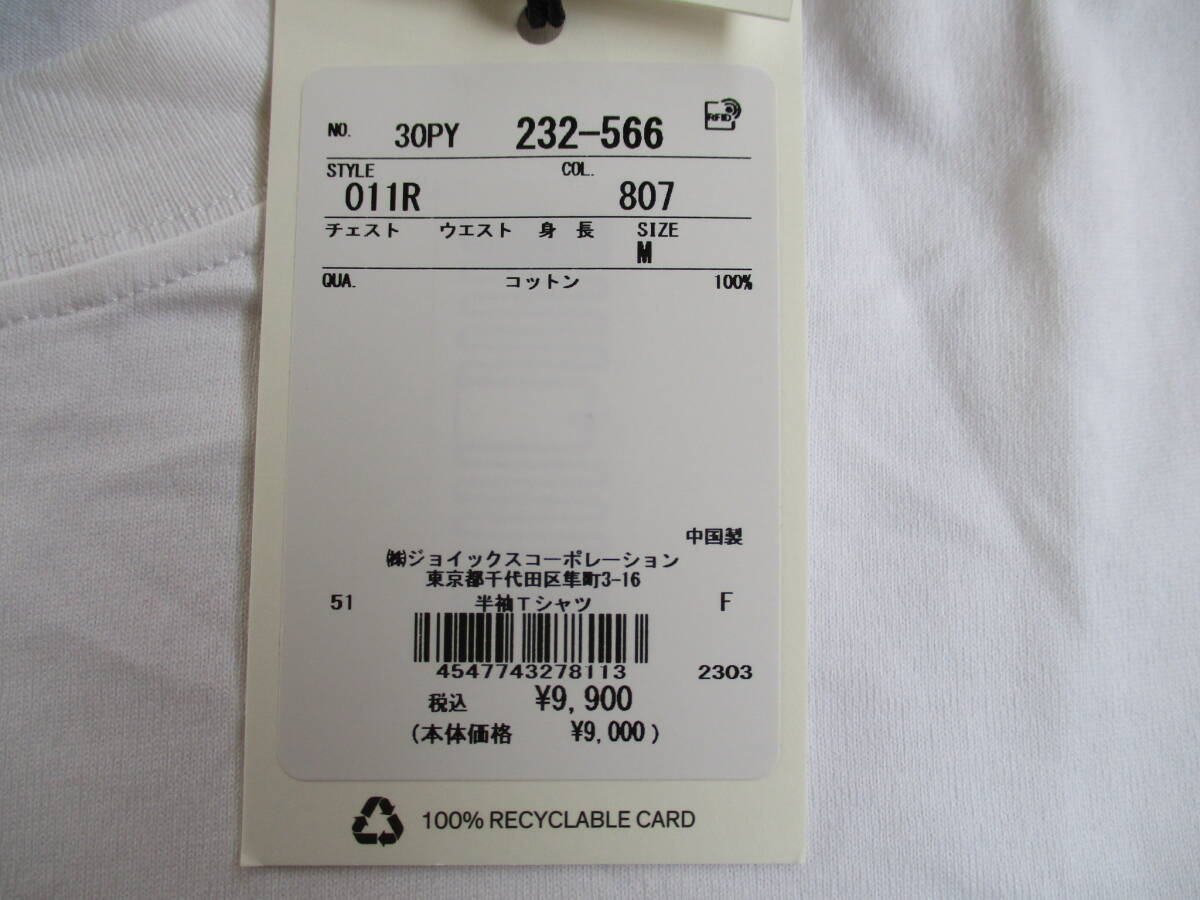 NO. 30PY 232-566 RFID
STYLE COL.
011R 807
チェスト ウエスト 身 長 SIZE
M
QUA. コットン 100%
中国製
㈱ジョイックスコーポレーション
東京都千代田区隼町3-16
51 半袖Tシャツ F
4547743278113 2303
税込 ¥9,900
(本体価格 ¥9,000)
100% RECYCLABLE CARD